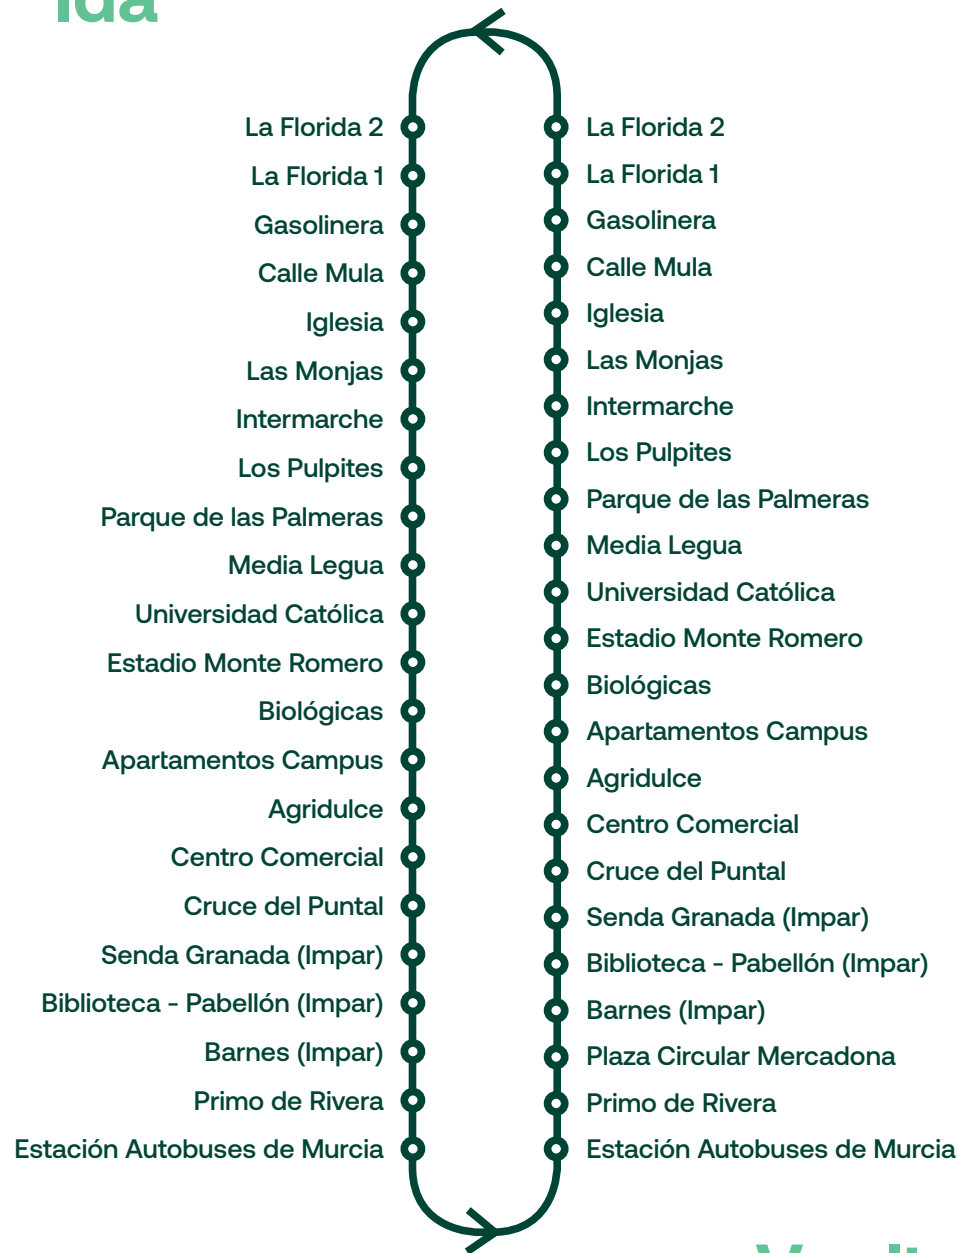 Ida
La Florida 2
La Florida 1
Gasolinera
Calle Mula
Iglesia
Las Monjas
Intermarche
Los Pulpites
Parque de las Palmeras
Media Legua
Universidad Católica
Estadio Monte Romero
Biológicas
Apartamentos Campus
Agridulce
Centro Comercial
Cruce del Puntal
Senda Granada (Impar)
Biblioteca - Pabellón (Impar)
Barnes (Impar)
Primo de Rivera
Estación Autobuses de Murcia
La Florida 2
La Florida 1
Gasolinera
Calle Mula
Iglesia
Las Monjas
Intermarche
Los Pulpites
Parque de las Palmeras
Media Legua
Universidad Católica
Estadio Monte Romero
Biológicas
Apartamentos Campus
Agridulce
Centro Comercial
Cruce del Puntal
Senda Granada (Impar)
Biblioteca - Pabellón (Impar)
Barnes (Impar)
Plaza Circular Mercadona
Primo de Rivera
Estación Autobuses de Murcia